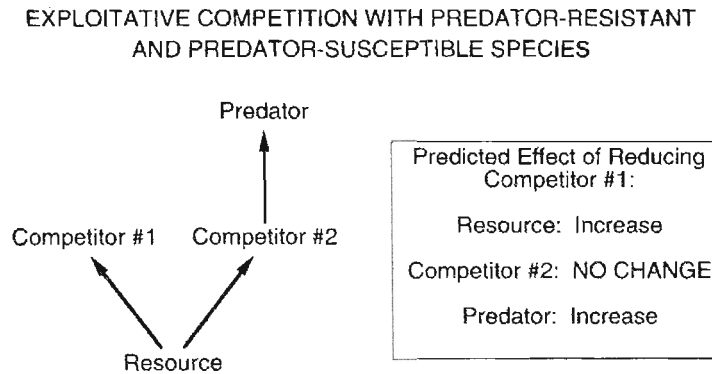 EXPLOITATIVE COMPETITION WITH PREDATOR-RESISTANT
AND PREDATOR-SUSCEPTIBLE SPECIES
Predator
Competitor #1
Competitor #2
Resource
Predicted Effect of Reducing
Competitor #1:
Resource: Increase
Competitor #2: NO CHANGE
Predator: Increase